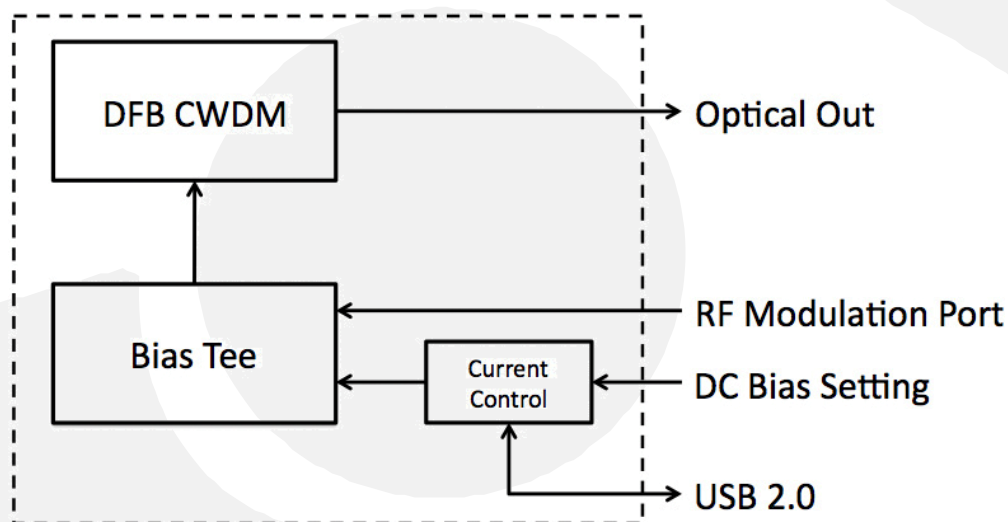 DFB CWDM
Optical Out
Bias Tee
RF Modulation Port
Current
Control
DC Bias Setting
USB 2.0